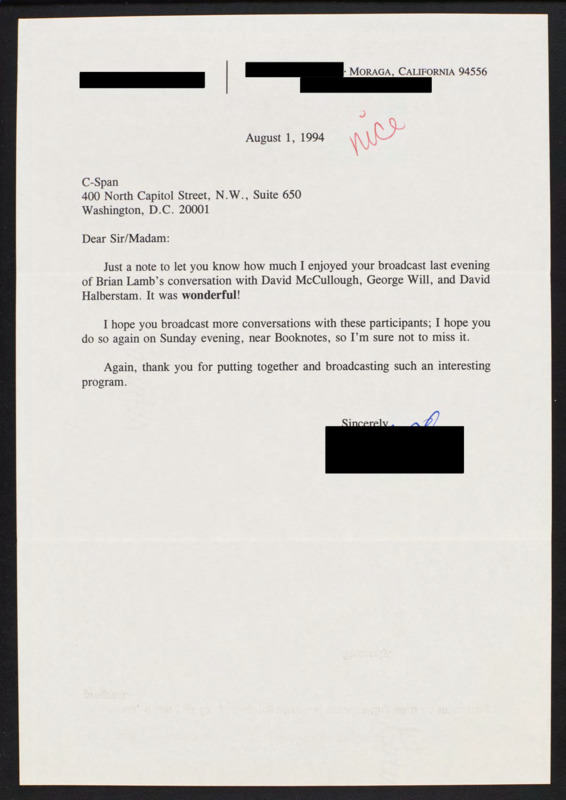 MORAGA, CALIFORNIA 94556
August 1, 1994
nice
C-Span
400 North Capitol Street, N.W., Suite 650
Washington, D.C. 20001
Dear Sir/Madam:
Just a note to let you know how much I enjoyed your broadcast last evening
of Brian Lamb's conversation with David McCullough, George Will, and David
Halberstam. It was wonderful!
I hope you broadcast more conversations with these participants; I hope you
do so again on Sunday evening, near Booknotes, so I'm sure not to miss it.
Again, thank you for putting together and broadcasting such an interesting
program.
Sincerely,